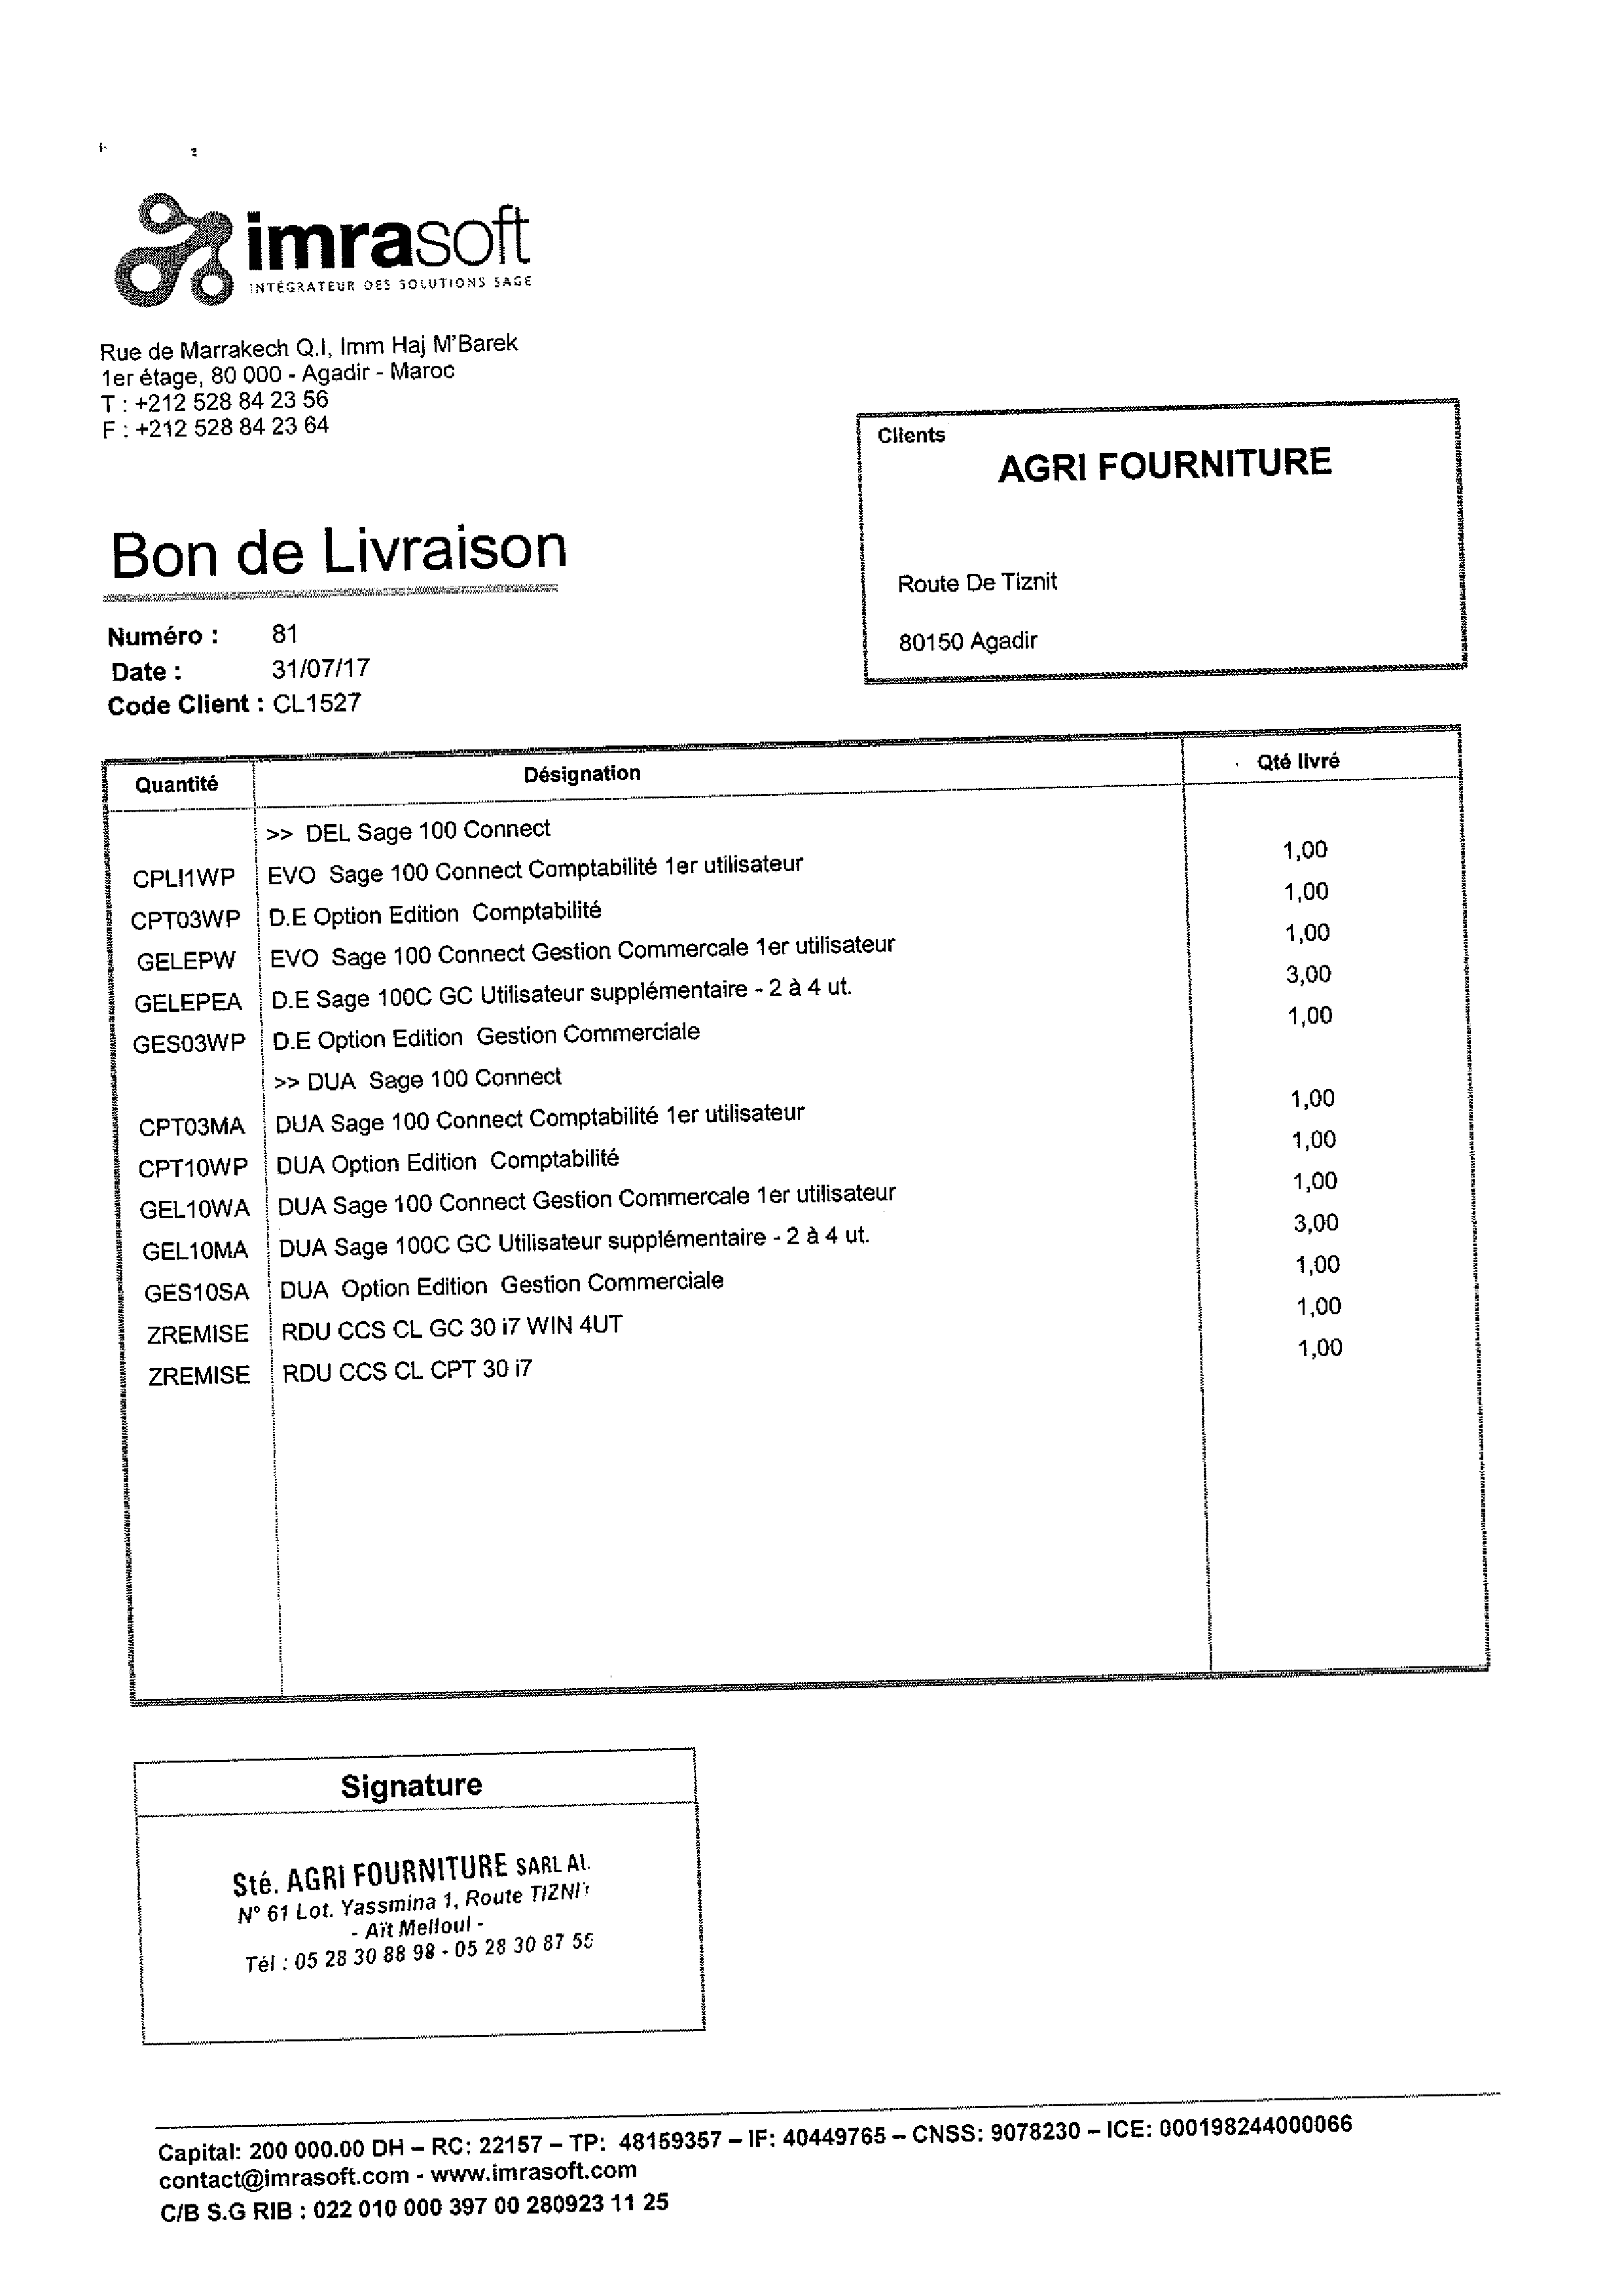 imrasoft
INTÉGRATEUR DES SOLUTIONS SAGE
Rue de Marrakech Q.I, Imm Haj M'Barek
1er étage, 80 000 - Agadir - Maroc
T : +212 528 84 23 56
F : +212 528 84 23 64
Clients
AGRI FOURNITURE
Route De Tiznit
80150 Agadir
Bon de Livraison
Numéro : 81
Date : 31/07/17
Code Client : CL1527
Quantité Désignation Qté livré
>> DEL Sage 100 Connect
CPLI1WP EVO Sage 100 Connect Comptabilité 1er utilisateur 1,00
CPT03WP D.E Option Edition Comptabilité 1,00
GELEPW EVO Sage 100 Connect Gestion Commercale 1er utilisateur 1,00
GELEPEA D.E Sage 100C GC Utilisateur supplémentaire - 2 à 4 ut. 3,00
GES03WP D.E Option Edition Gestion Commerciale 1,00
>> DUA Sage 100 Connect
CPT03MA DUA Sage 100 Connect Comptabilité 1er utilisateur 1,00
CPT10WP DUA Option Edition Comptabilité 1,00
GEL10WA DUA Sage 100 Connect Gestion Commercale 1er utilisateur 1,00
GEL10MA DUA Sage 100C GC Utilisateur supplémentaire - 2 à 4 ut. 3,00
GES10SA DUA Option Edition Gestion Commerciale 1,00
ZREMISE RDU CCS CL GC 30 i7 WIN 4UT 1,00
ZREMISE RDU CCS CL CPT 30 i7 1,00
Signature
Sté. AGRI FOURNITURE SARL
N° 61 Lot. Yassmina 1, Route TIZNIT
- Aït Melloul -
Tél : 05 28 30 88 98 - 05 28 30 87 55
Capital: 200 000.00 DH – RC: 22157 – TP: 48159357 – IF: 40449765 – CNSS: 9078230 – ICE: 000198244000066
contact@imrasoft.com - www.imrasoft.com
C/B S.G RIB : 022 010 000 397 00 280923 11 25